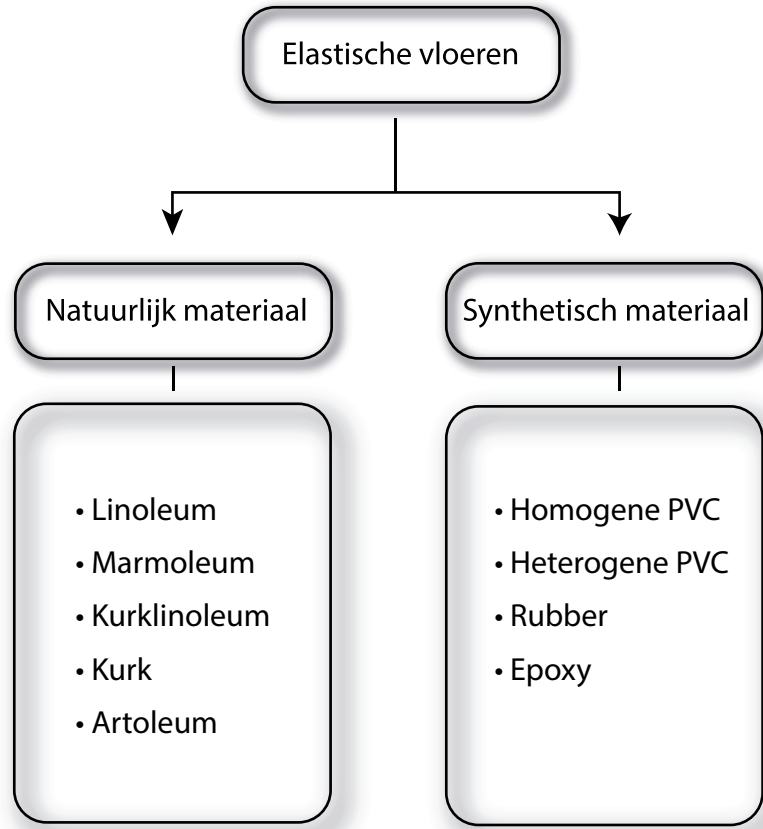 Elastische vloeren
Natuurlijk materiaal
• Linoleum
• Marmoleum
• Kurklinoleum
• Kurk
• Artoleum
Synthetisch materiaal
• Homogene PVC
• Heterogene PVC
• Rubber
• Epoxy